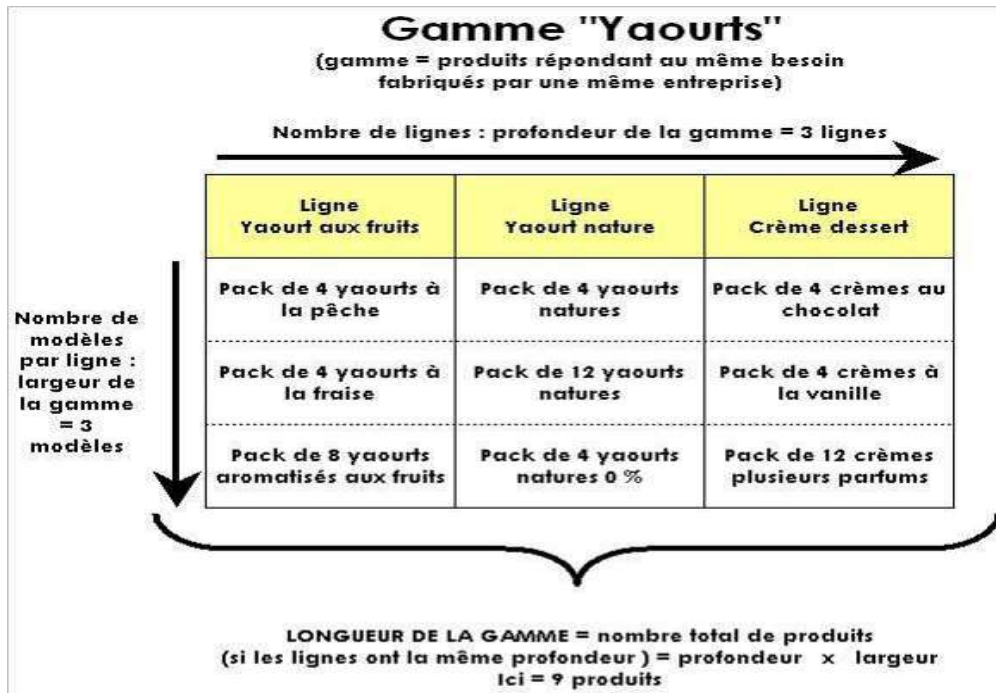 Gamme "Yaourts"
(gamme = produits répondant au même besoin
fabriqués par une même entreprise)
Nombre de lignes : profondeur de la gamme = 3 lignes
Ligne
Yaourt aux fruits
Ligne
Yaourt nature
Ligne
Crème dessert
Nombre de
modèles
par ligne :
largeur de
la gamme
= 3
modèles
Pack de 4 yaourts à
la pêche
Pack de 4 yaourts
natures
Pack de 4 crèmes au
chocolat
Pack de 4 yaourts à
la fraise
Pack de 12 yaourts
natures
Pack de 4 crèmes à
la vanille
Pack de 8 yaourts
aromatisés aux fruits
Pack de 4 yaourts
natures 0 %
Pack de 12 crèmes
plusieurs parfums
LONGUEUR DE LA GAMME = nombre total de produits
(si les lignes ont la même profondeur ) = profondeur x largeur
Ici = 9 produits